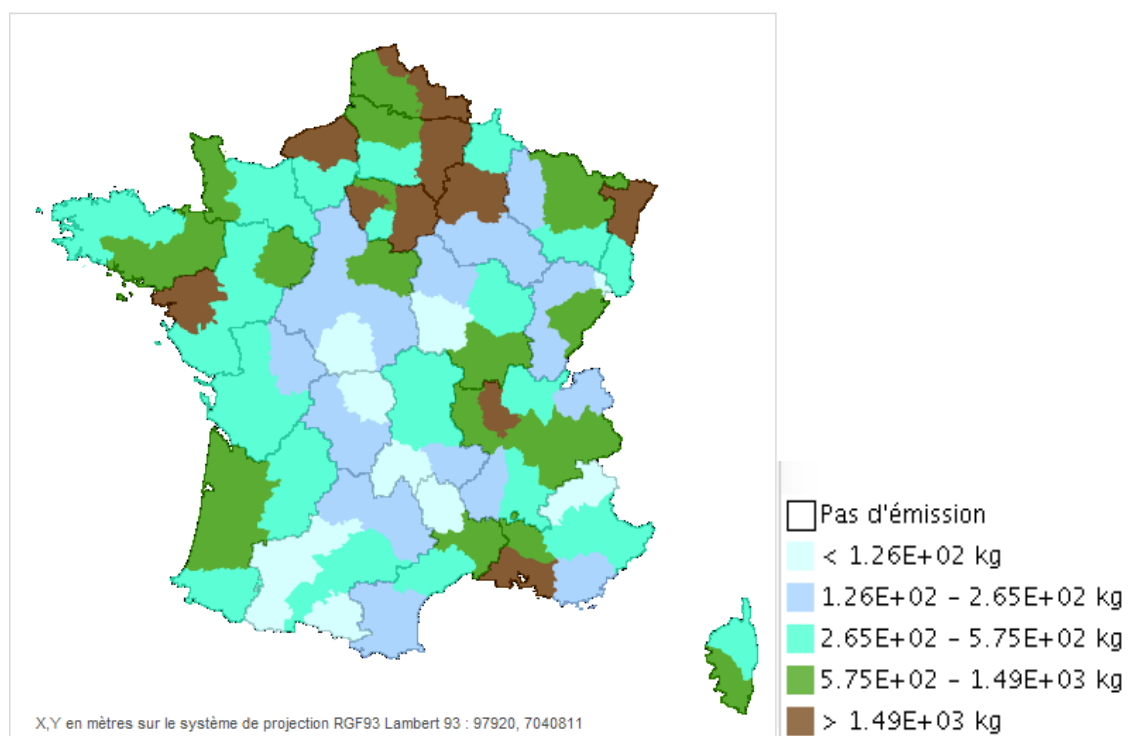 Pas d'émission
< 1.26E+02 kg
1.26E+02 - 2.65E+02 kg
2.65E+02 - 5.75E+02 kg
5.75E+02 - 1.49E+03 kg
> 1.49E+03 kg
X,Y en mètres sur le système de projection RGF93 Lambert 93 : 97920, 7040811